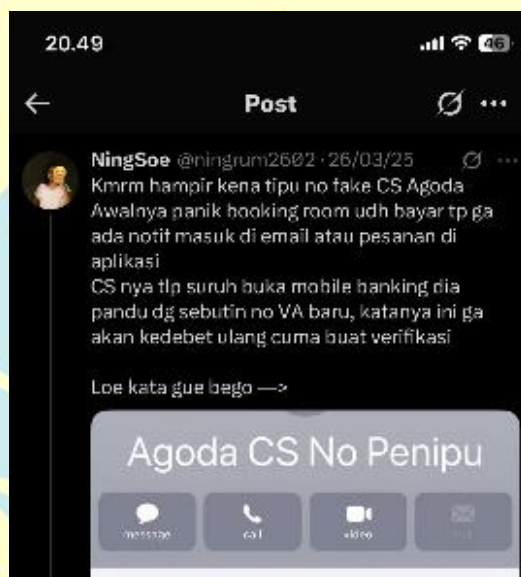 20.49
46
Post
NingSoe @ningrum2602 · 26/03/25
Kmrm hampir kena tipu no fake CS Agoda
Awalnya panik booking room udh bayar tp ga
ada notif masuk di email atau pesanan di
aplikasi
CS nya tlp suruh buka mobile banking dia
pandu dg sebutin no VA baru, katanya ini ga
akan kedebet ulang cuma buat verifikasi
Loe kata gue bego —>
Agoda CS No Penipu
message
call
video